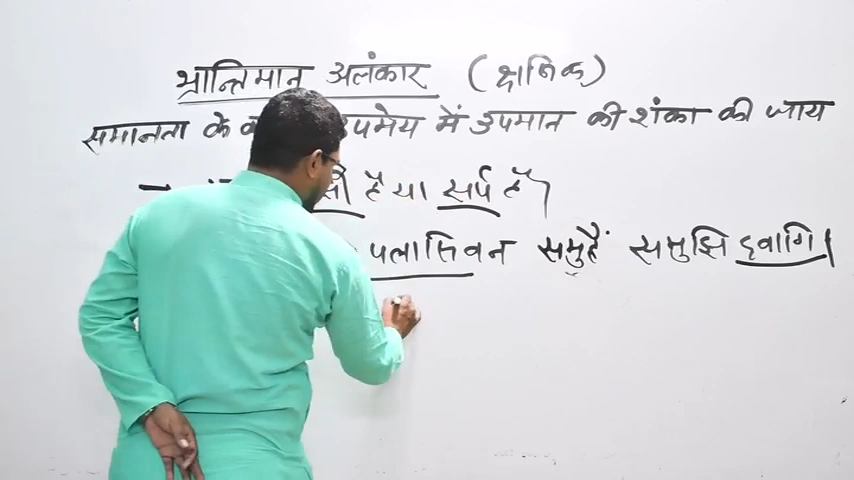 भ्रान्तिमान अलंकार (क्षणिक)
समानता के उपमेय में उपमान की शंका की जाय
→ है या सर्प है।
पलासिवन समुहैं समुझि दवागि।